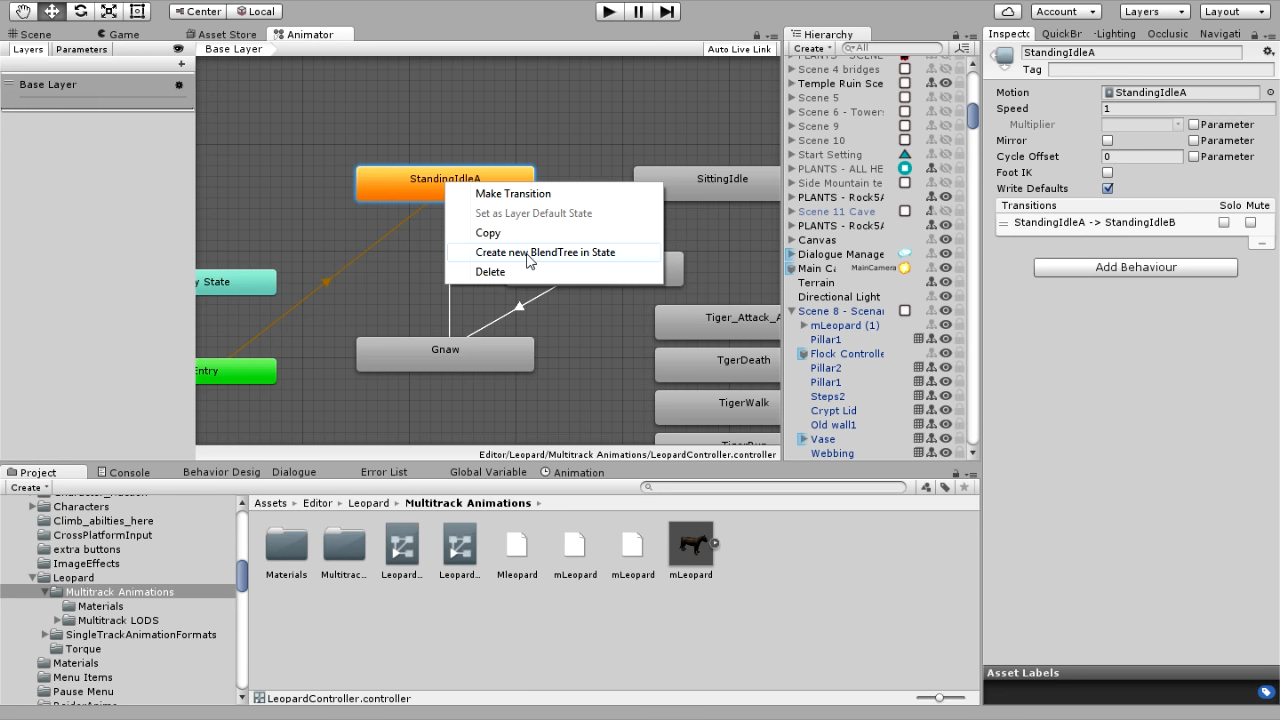 Center Local Account Layers Layout
Scene Game Asset Store Animator
Layers Parameters Base Layer Auto Live Link
Base Layer
StandingIdleA
SittingIdle
y State
Entry
Gnaw
Tiger_Attack_A
TgerDeath
TigerWalk
Make Transition
Set as Layer Default State
Copy
Create new BlendTree in State
Delete
Editor/Leopard/Multitrack Animations/LeopardController.controller
Hierarchy
Create All
Scene 4 bridges
Temple Ruin Sce
Scene 5
Scene 6 - Tower
Scene 9
Scene 10
Start Setting
PLANTS - ALL HE
Side Mountain te
PLANTS - Rock5A
Scene 11 Cave
PLANTS - Rock5A
Canvas
Dialogue Manage
Main Ca MainCamera
Terrain
Directional Light
Scene 8 - Scenar
mLeopard (1)
Pillar1
Flock Controlle
Pillar2
Pillar1
Steps2
Crypt Lid
Old wall1
Vase
Webbing
Inspecto QuickBr -Lighting Occlusic Navigati
StandingIdleA
Tag
Motion StandingIdleA
Speed 1
Multiplier Parameter
Mirror Parameter
Cycle Offset 0 Parameter
Foot IK
Write Defaults
Transitions Solo Mute
StandingIdleA -> StandingIdleB
Add Behaviour
Asset Labels
Project Console Behavior Desig Dialogue Error List Global Variable Animation
Create
Characters
Climb_abilties_here
CrossPlatformInput
extra buttons
ImageEffects
Leopard
Multitrack Animations
Materials
Multitrack LODS
SingleTrackAnimationFormats
Torque
Materials
Menu Items
Pause Menu
Assets Editor Leopard Multitrack Animations
Materials Multitrac... Leopard... Leopard... Mleopard mLeopard mLeopard mLeopard
LeopardController.controller